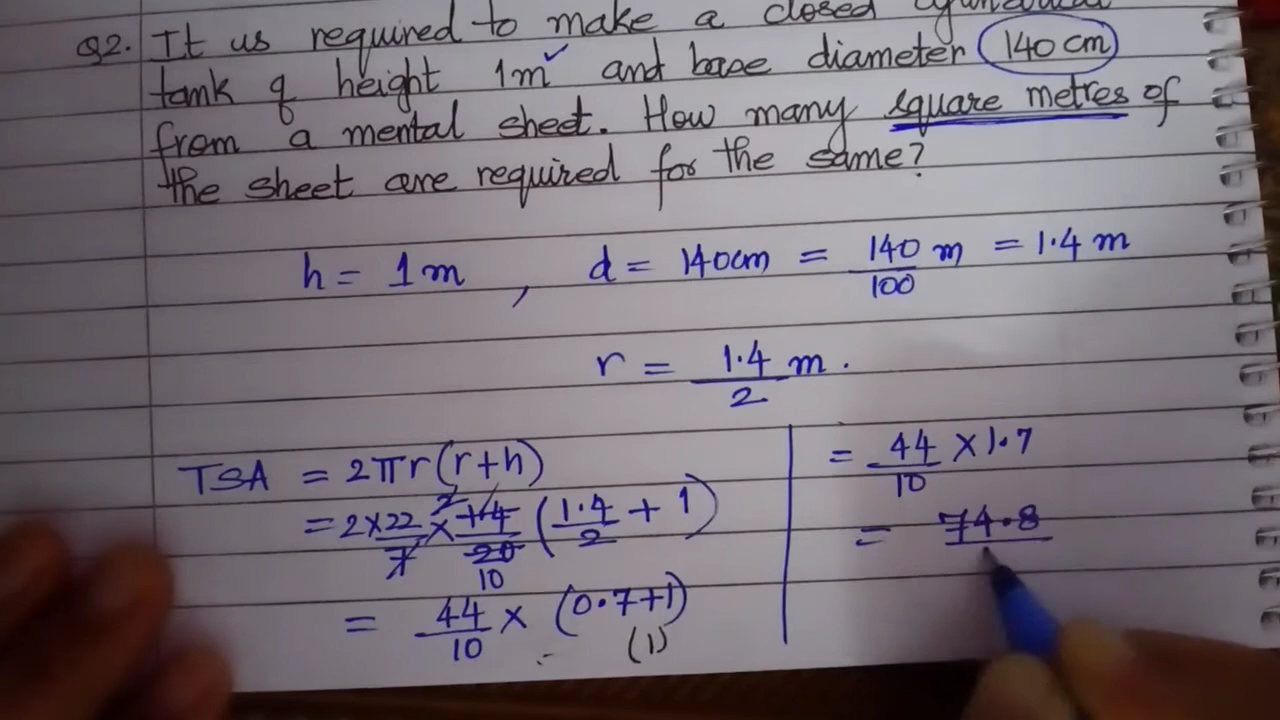 Q2. It us required to make a closed
tank of height 1m ✓ and base diameter 140 cm
from a mental sheet. How many square metres of
the sheet are required for the same?
h = 1m , d = 140cm = 140/100 m = 1.4 m
r = 1.4/2 m.
TSA = 2πr(r+h)
= 2×22/7 × 14/20 (1.4/2 + 1)
2
10
= 44/10 × (0.7+1)
(1)
= 44/10 × 1.7
= 74.8